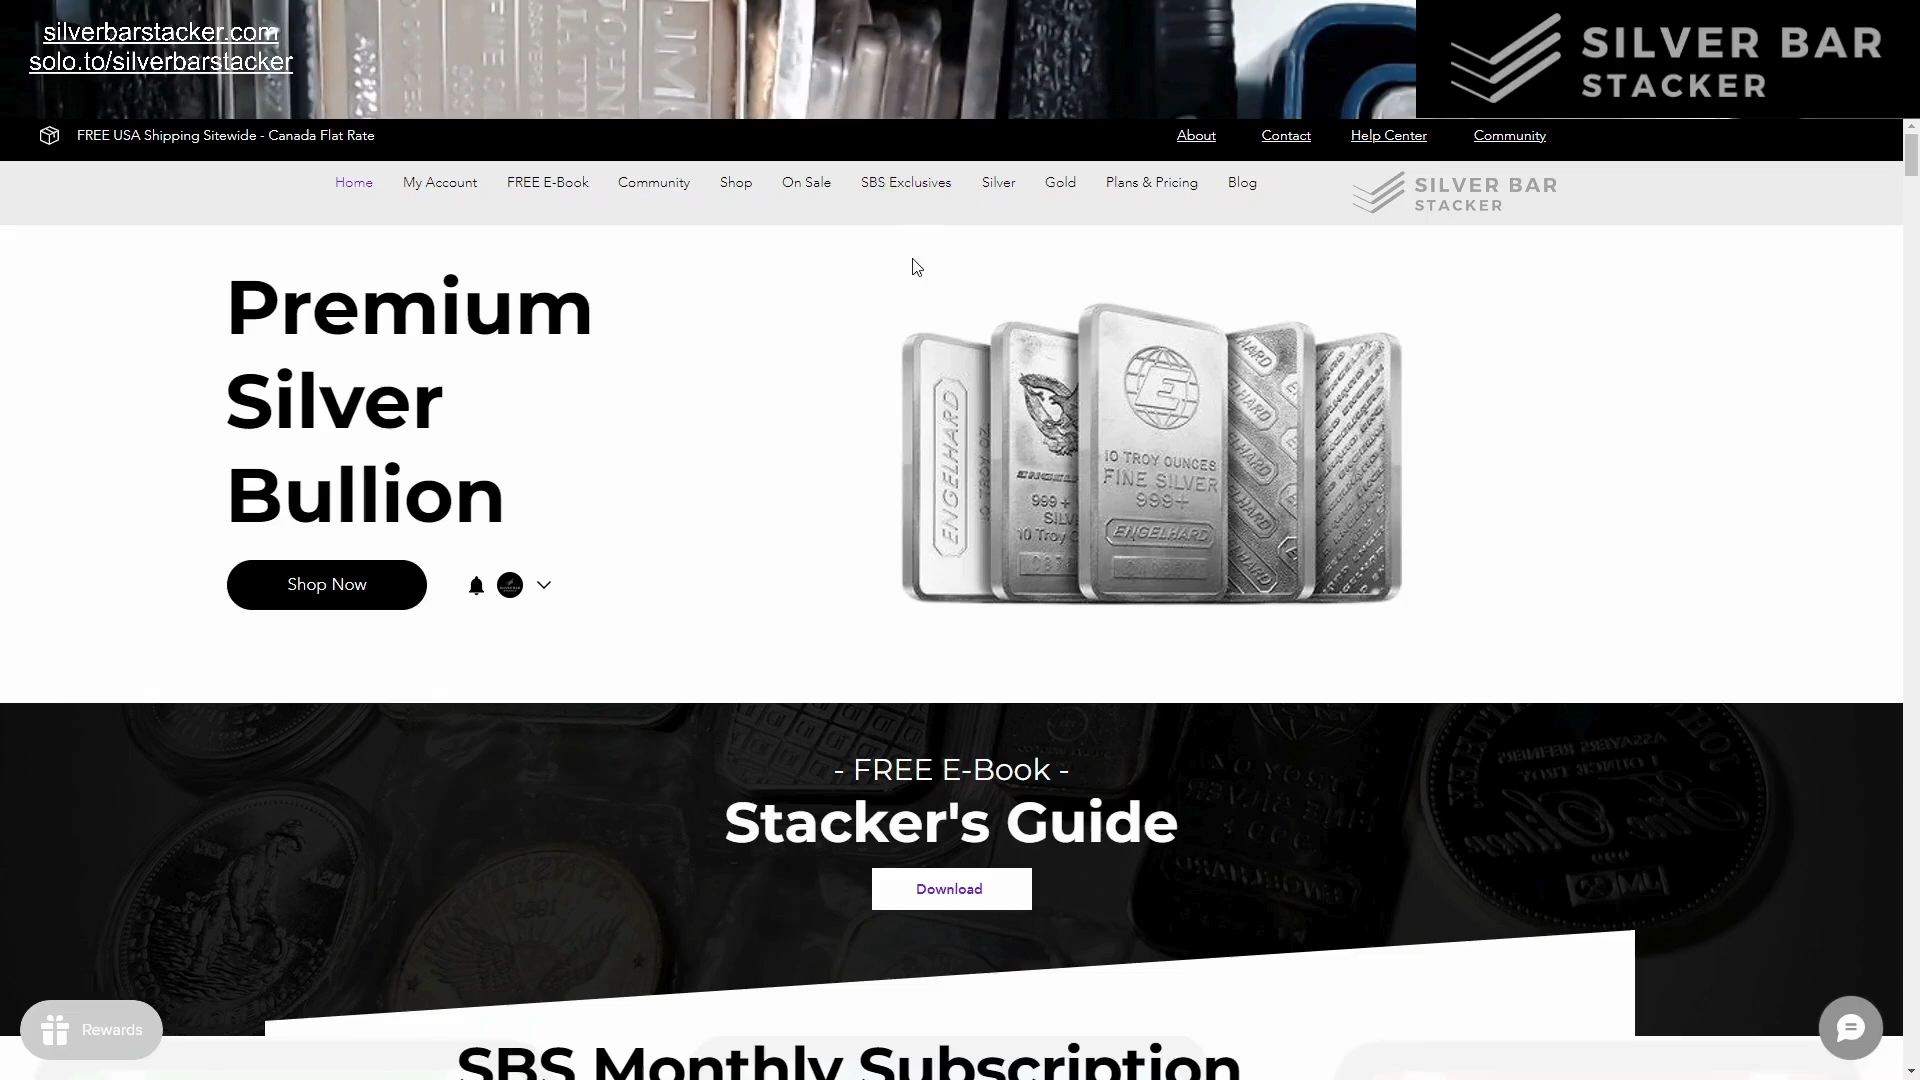 silverbarstacker.com
solo.to/silverbarstacker
JM
SILVER BAR
STACKER
FREE USA Shipping Sitewide - Canada Flat Rate
About Contact Help Center Community
Home My Account FREE E-Book Community Shop On Sale SBS Exclusives Silver Gold Plans & Pricing Blog
SILVER BAR
STACKER
Premium
Silver
Bullion
ENGELHARD
E
10 TROY OUNCES
FINE SILVER
999+
ENGELHARD
999+
10 Troy
Shop Now
- FREE E-Book -
Stacker's Guide
Download
Rewards
SBS Monthly Subscription